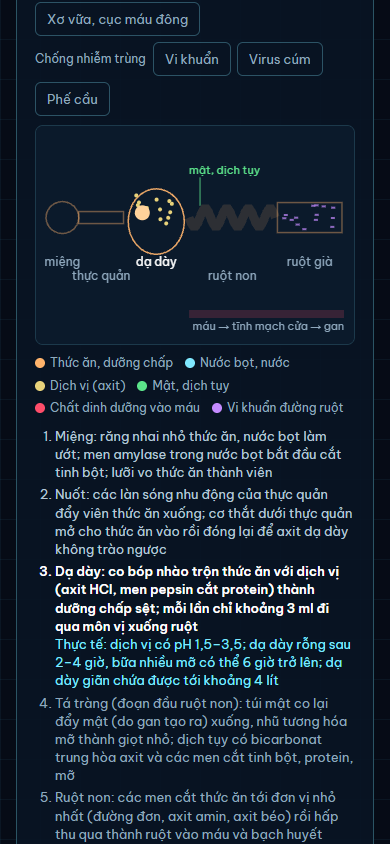 Xơ vữa, cục máu đông
Chống nhiễm trùng
Vi khuẩn
Virus cúm
Phế cầu
mật, dịch tụy
miệng
thực quản
dạ dày
ruột non
ruột già
máu → tĩnh mạch cửa → gan
Thức ăn, dưỡng chấp
Nước bọt, nước
Dịch vị (axit)
Mật, dịch tụy
Chất dinh dưỡng vào máu
Vi khuẩn đường ruột
1. Miệng: răng nhai nhỏ thức ăn, nước bọt làm
ướt; men amylase trong nước bọt bắt đầu cắt
tinh bột; lưỡi vo thức ăn thành viên
2. Nuốt: các làn sóng nhu động của thực quản
đẩy viên thức ăn xuống; cơ thắt dưới thực quản
mở cho thức ăn vào rồi đóng lại để axit dạ dày
không trào ngược
3. Dạ dày: co bóp nhào trộn thức ăn với dịch vị
(axit HCl, men pepsin cắt protein) thành
dưỡng chấp sệt; mỗi lần chỉ khoảng 3 ml đi
qua môn vị xuống ruột
Thực tế: dịch vị có pH 1,5–3,5; dạ dày rỗng sau
2–4 giờ, bữa nhiều mỡ có thể 6 giờ trở lên; dạ
dày giãn chứa được tới khoảng 4 lít
4. Tá tràng (đoạn đầu ruột non): túi mật co lại
đẩy mật (do gan tạo ra) xuống, nhũ tương hóa
mỡ thành giọt nhỏ; dịch tụy có bicarbonat
trung hòa axit và các men cắt tinh bột, protein,
mỡ
5. Ruột non: các men cắt thức ăn tới đơn vị nhỏ
nhất (đường đơn, axit amin, axit béo) rồi hấp
thu qua thành ruột vào máu và bạch huyết